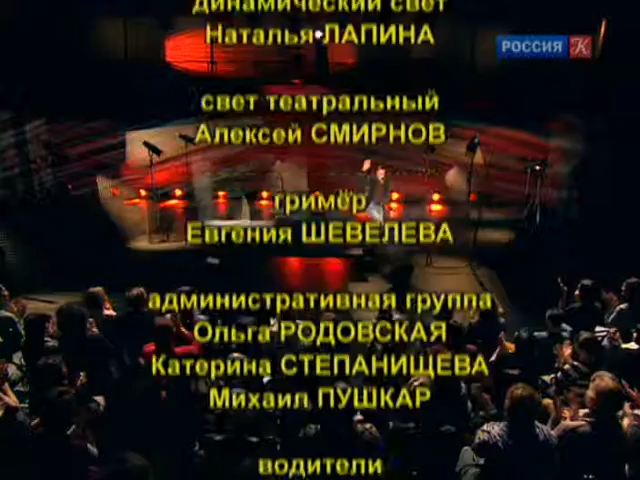 динамический свет
Наталья ЛАПИНА
РОССИЯ К
свет театральный
Алексей СМИРНОВ
гримёр
Евгения ШЕВЕЛЕВА
административная группа
Ольга РОДОВСКАЯ
Катерина СТЕПАНИЩЕВА
Михаил ПУШКАР
водители